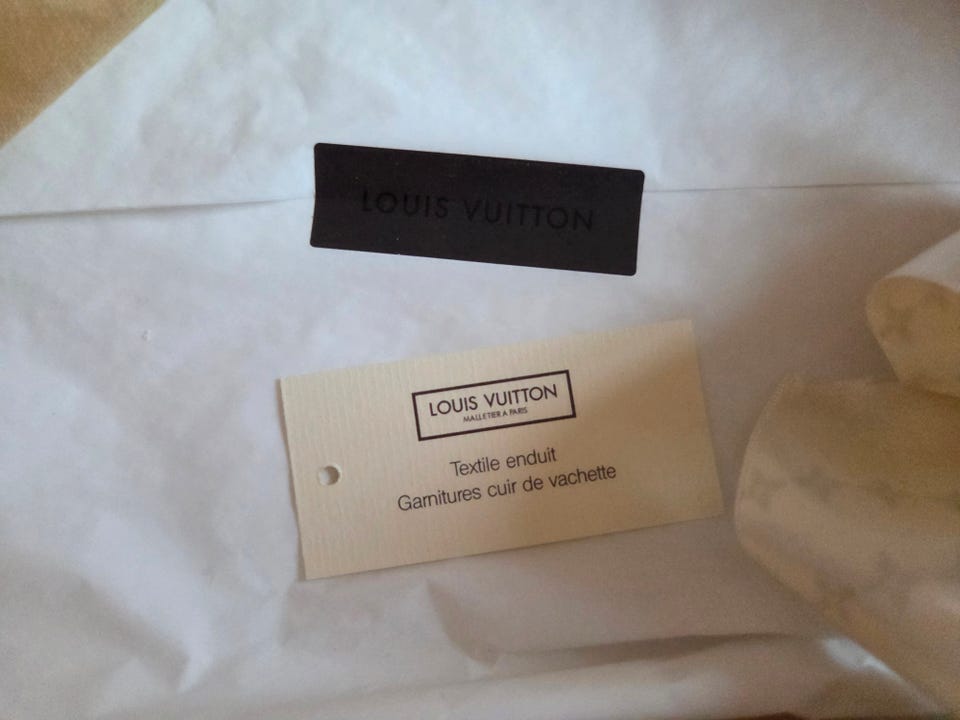 LOUIS VUITTON
LOUIS VUITTON
MALLETIER A PARIS
Textile enduit
Garnitures cuir de vachette